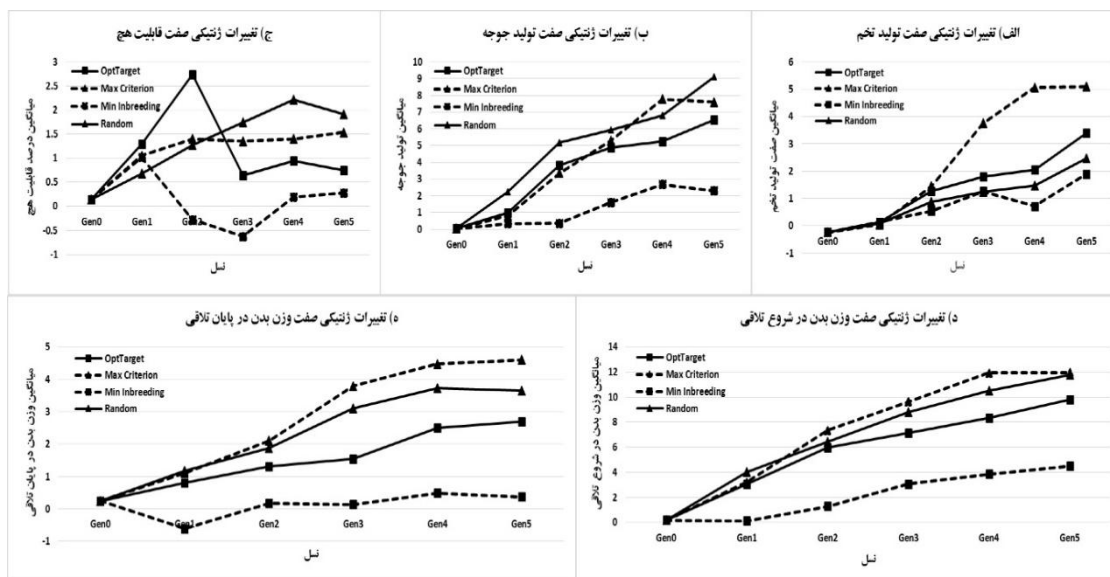 الف) تغییرات ژنتیکی صفت تولید تخم
میانگین صفت تولید تخم
6
5
4
3
2
1
0
-1
OptTarget
Max Criterion
Min Inbreeding
Random
Gen0 Gen1 Gen2 Gen3 Gen4 Gen5
نسل
ب) تغییرات ژنتیکی صفت تولید جوجه
میانگین تولید جوجه
10
9
8
7
6
5
4
3
2
1
0
OptTarget
Max Criterion
Min Inbreeding
Random
Gen0 Gen1 Gen2 Gen3 Gen4 Gen5
نسل
ج) تغییرات ژنتیکی صفت قابلیت هچ
میانگین درصد قابلیت هچ
3
2.5
2
1.5
1
0.5
0
-0.5
-1
OptTarget
Max Criterion
Min Inbreeding
Random
Gen0 Gen1 Gen2 Gen3 Gen4 Gen5
نسل
د) تغییرات ژنتیکی صفت وزن بدن در شروع تلاقی
میانگین وزن بدن در شروع تلاقی
14
12
10
8
6
4
2
0
OptTarget
Max Criterion
Min Inbreeding
Random
Gen0 Gen1 Gen2 Gen3 Gen4 Gen5
نسل
ه) تغییرات ژنتیکی صفت وزن بدن در پایان تلاقی
میانگین وزن بدن در پایان تلاقی
5
4
3
2
1
0
-1
OptTarget
Max Criterion
Min Inbreeding
Random
Gen0 Gen1 Gen2 Gen3 Gen4 Gen5
نسل